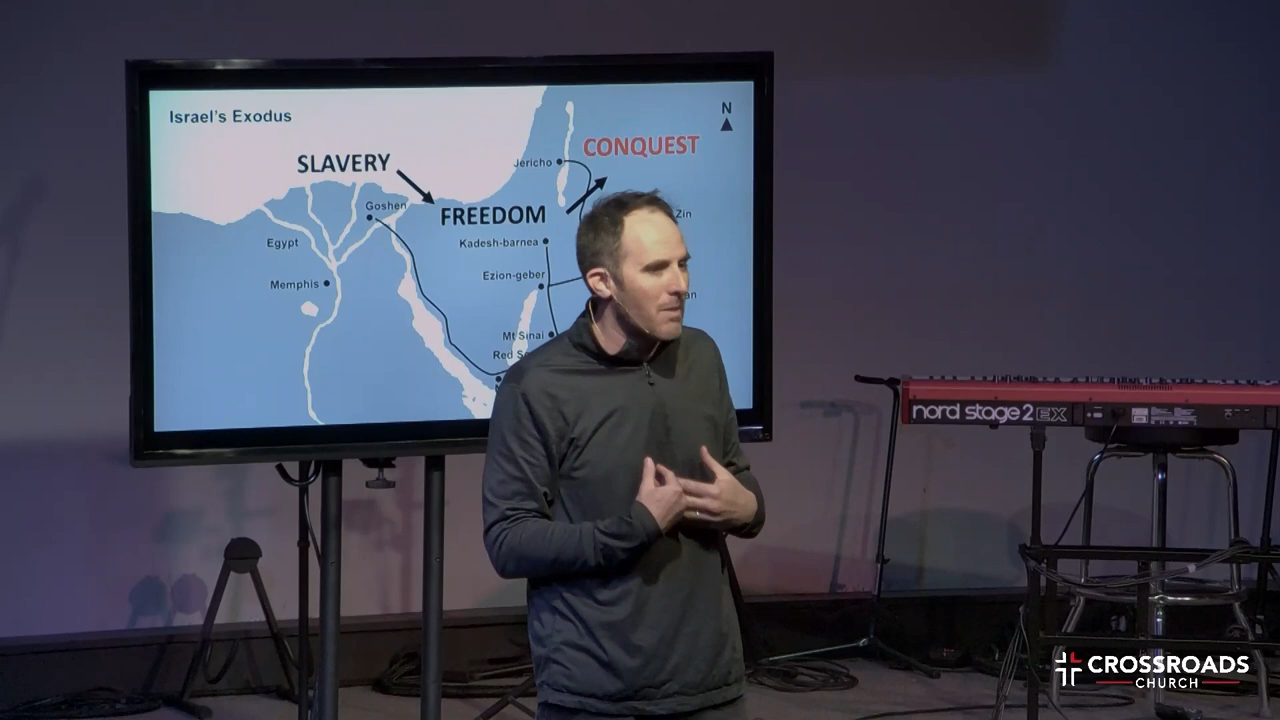 Israel's Exodus
N
SLAVERY
CONQUEST
Jericho
Goshen
FREEDOM
Zin
Egypt
Kadesh-barnea
Ezion-geber
Memphis
Mt Sinai
Red
nord stage 2 EX
CROSSROADS
CHURCH